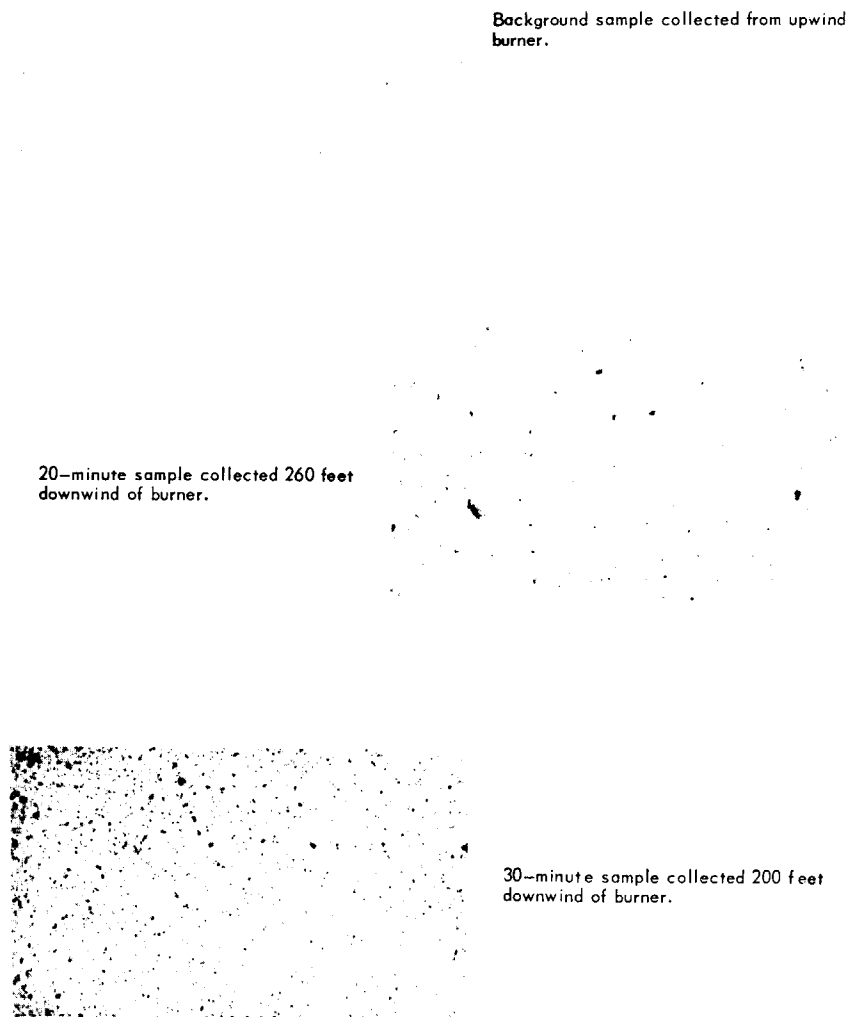 Background sample collected from upwind
burner.
20—minute sample collected 260 feet
downwind of burner.
30—minute sample collected 200 feet
downwind of burner.